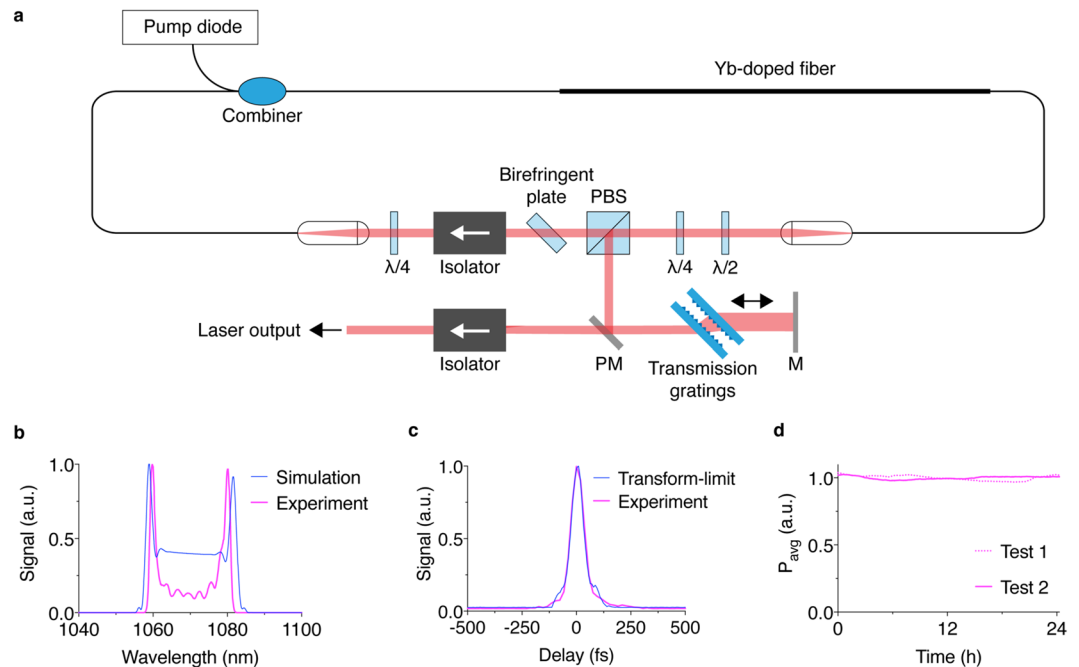 a
Pump diode
Yb-doped fiber
Combiner
Birefringent
plate
PBS
λ/4
Isolator
λ/4
λ/2
Laser output
Isolator
PM
Transmission
gratings
M
b
Signal (a.u.)
1.0
0.5
0.0
1040
1060
1080
1100
Wavelength (nm)
Simulation
Experiment
c
Signal (a.u.)
1.0
0.5
0.0
-500
-250
0
250
500
Delay (fs)
Transform-limit
Experiment
d
Pavg (a.u.)
1.0
0.5
0.0
0
12
24
Time (h)
Test 1
Test 2